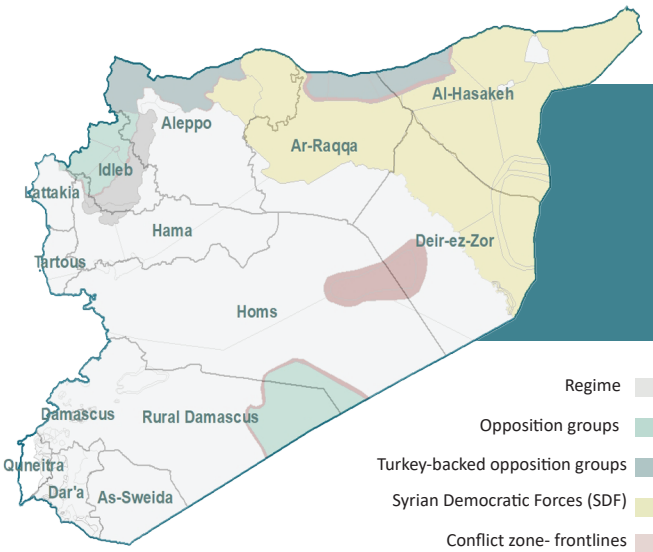 Al-Hasakeh
Aleppo
Ar-Raqqa
Idleb
Lattakia
Hama
Deir-ez-Zor
Tartous
Homs
Damascus
Rural Damascus
Quneitra
Dar'a
As-Sweida
Regime
Opposition groups
Turkey-backed opposition groups
Syrian Democratic Forces (SDF)
Conflict zone- frontlines